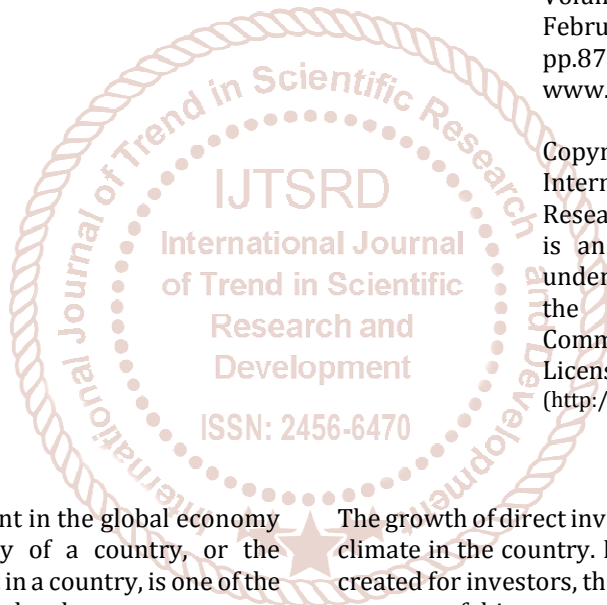 Febru
pp.87
www.
Copyr
Intern
Resea
is an
under
the
Comm
Licens
(http:/
International Journal of Trend in Scientific Research and Development
IJTSRD
International Journal
of Trend in Scientific
Research and
Development
ISSN: 2456-6470
nt in the global economy
y of a country, or the
in a country, is one of the
The growth of direct inv
climate in the country. I
created for investors, th